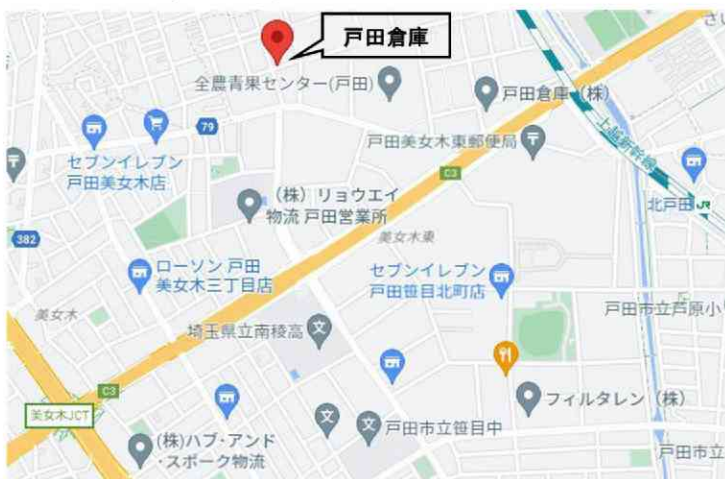 戸田倉庫
さい
全農青果センター(戸田)
戸田倉庫（株）
79
戸田美女木東郵便局
上越新幹線
セブンイレブン
戸田美女木店
C3
（株）リョウエイ
物流 戸田営業所
北戸田
JR
382
美女木東
ローソン 戸田
美女木三丁目店
セブンイレブン
戸田笹目北町店
美女木
戸田市立芦原小
埼玉県立南稜高
C3
美女木JCT
フィルタレン（株）
(株)ハブ・アンド
・スポーク物流
戸田市立笹目中
戸田市立